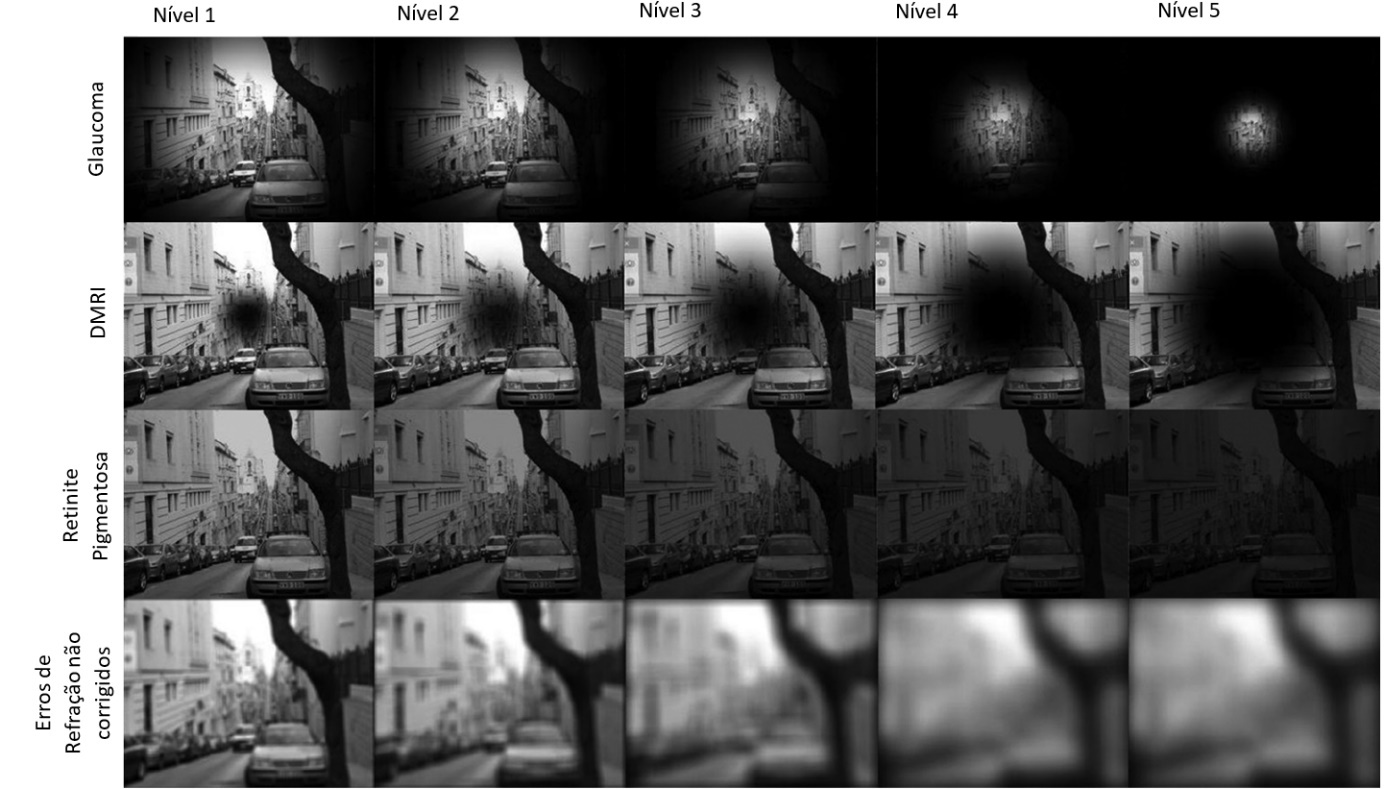 Nível 1
Nível 2
Nível 3
Nível 4
Nível 5
Glaucoma
DMRI
Retinite
Pigmentosa
Erros de
Refração não
corrigidos